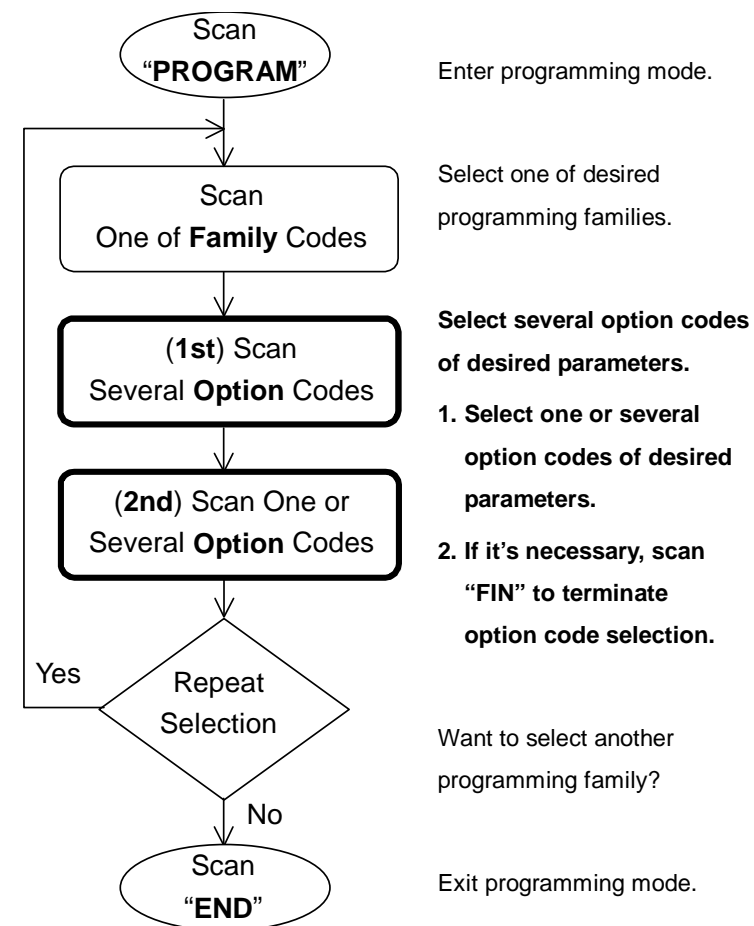 Scan
“PROGRAM”
Enter programming mode.
Scan
One of Family Codes
Select one of desired
programming families.
(1st) Scan
Several Option Codes
Select several option codes
of desired parameters.
1. Select one or several
option codes of desired
parameters.
(2nd) Scan One or
Several Option Codes
2. If it’s necessary, scan
“FIN” to terminate
option code selection.
Yes
Repeat
Selection
Want to select another
programming family?
No
Scan
“END”
Exit programming mode.